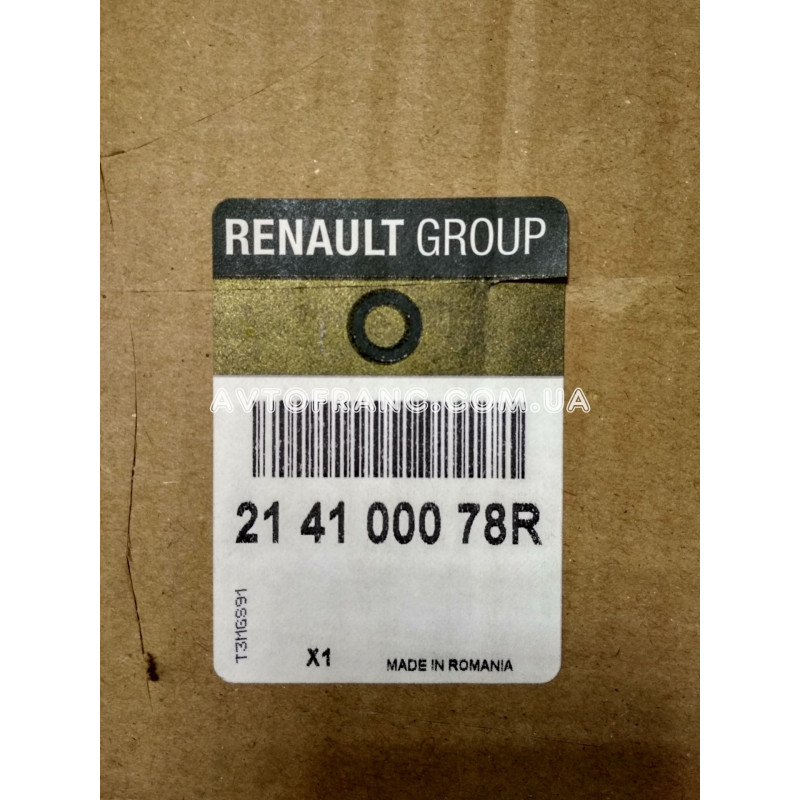 RENAULT GROUP
AVTOFRANC.COM.UA
21 41 000 78R
T3MGS91
X1
MADE IN ROMANIA